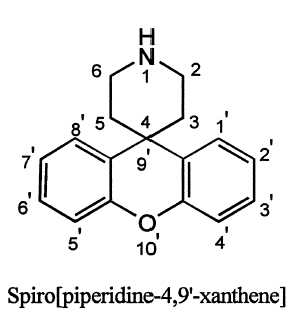 H
N
6 1 2
5 4 3
8' 1'
7' 9' 2'
6' 3'
O
5' 10' 4'
Spiro[piperidine-4,9'-xanthene]